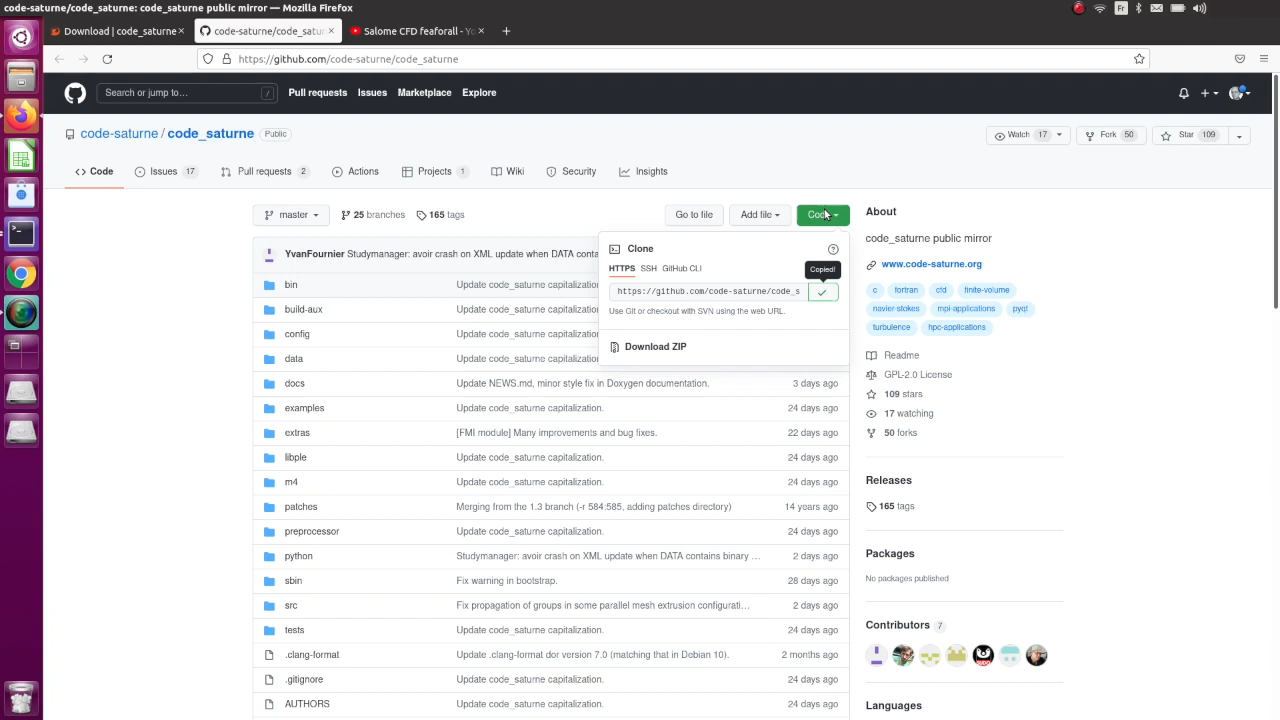 code-saturne/code_saturne: code_saturne public mirror — Mozilla Firefox
Fr
Download | code_saturne
code-saturne/code_satur
Salome CFD feaforall - Yo
https://github.com/code-saturne/code_saturne
Search or jump to…
/
Pull requests
Issues
Marketplace
Explore
code-saturne / code_saturne
Public
Watch 17
Fork 50
Star 109
Code
Issues 17
Pull requests 2
Actions
Projects 1
Wiki
Security
Insights
master
25 branches
165 tags
Go to file
Add file
Code
YvanFournier Studymanager: avoir crash on XML update when DATA conta
Clone
HTTPS SSH GitHub CLI
Copied!
https://github.com/code-saturne/code_s
Use Git or checkout with SVN using the web URL.
Download ZIP
bin Update code_saturne capitalization
build-aux Update code_saturne capitalization
config Update code_saturne capitalization
data Update code_saturne capitalization
docs Update NEWS.md, minor style fix in Doxygen documentation. 3 days ago
examples Update code_saturne capitalization. 24 days ago
extras [FMI module] Many improvements and bug fixes. 22 days ago
libple Update code_saturne capitalization. 24 days ago
m4 Update code_saturne capitalization. 24 days ago
patches Merging from the 1.3 branch (-r 584:585, adding patches directory) 14 years ago
preprocessor Update code_saturne capitalization. 24 days ago
python Studymanager: avoir crash on XML update when DATA contains binary … 2 days ago
sbin Fix warning in bootstrap. 28 days ago
src Fix propagation of groups in some parallel mesh extrusion configurati… 2 days ago
tests Update code_saturne capitalization. 24 days ago
.clang-format Update .clang-format dor version 7.0 (matching that in Debian 10). 2 months ago
.gitignore Update code_saturne capitalization. 24 days ago
AUTHORS Update code_saturne capitalization. 24 days ago
About
code_saturne public mirror
www.code-saturne.org
c fortran cfd finite-volume
navier-stokes mpi-applications pyqt
turbulence hpc-applications
Readme
GPL-2.0 License
109 stars
17 watching
50 forks
Releases
165 tags
Packages
No packages published
Contributors 7
Languages